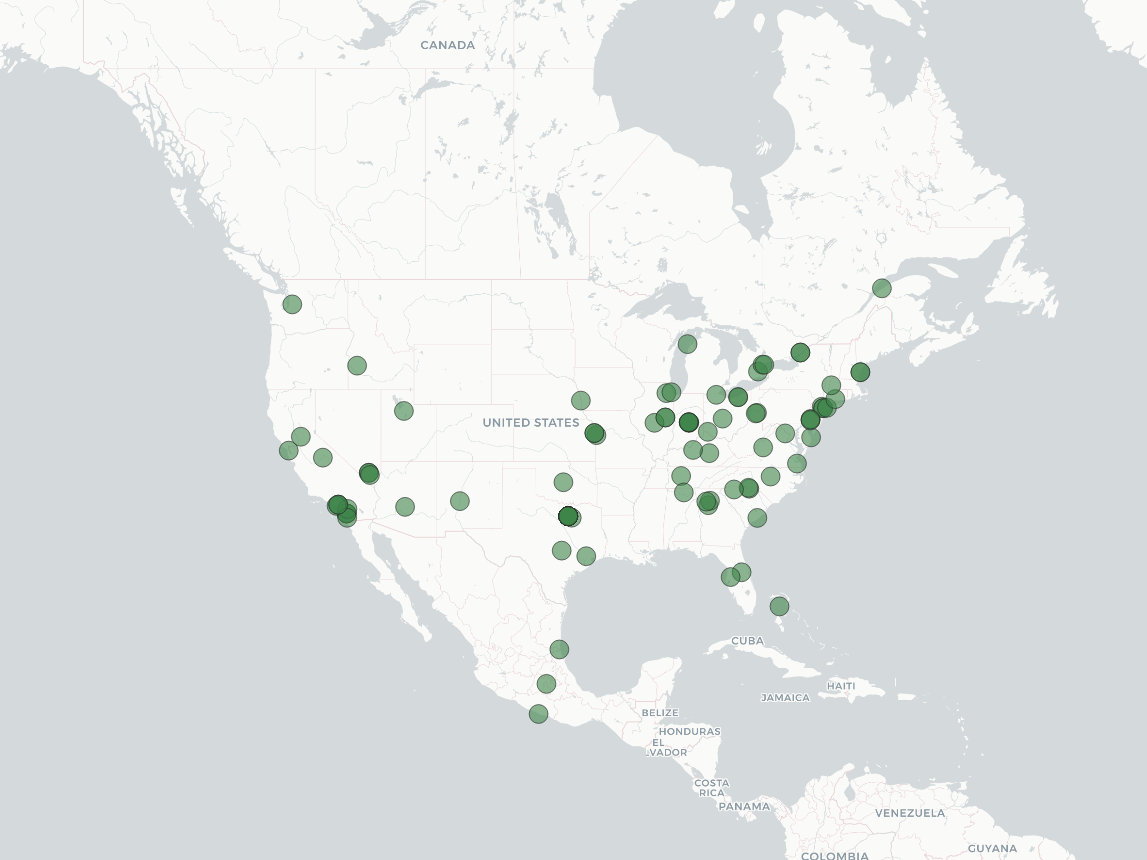 CANADA
UNITED STATES
CUBA
HAITI
JAMAICA
BELIZE
HONDURAS
EL
VADOR
COSTA
RICA
PANAMA
VENEZUELA
GUYANA
COLOMBIA